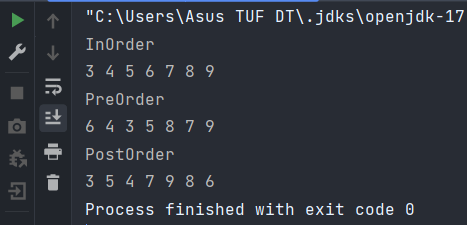 "C:\Users\Asus TUF DT\.jdks\openjdk-17
InOrder
3 4 5 6 7 8 9
PreOrder
6 4 3 5 8 7 9
PostOrder
3 5 4 7 9 8 6
Process finished with exit code 0